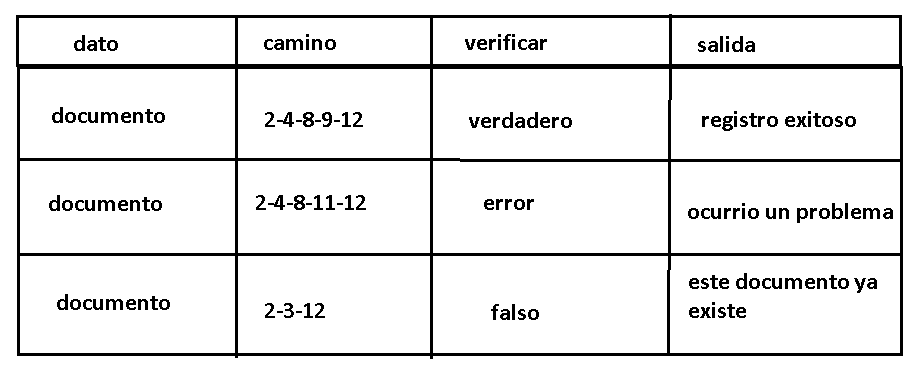 dato camino verificar salida
documento 2-4-8-9-12 verdadero registro exitoso
documento 2-4-8-11-12 error ocurrio un problema
documento 2-3-12 falso este documento ya
existe